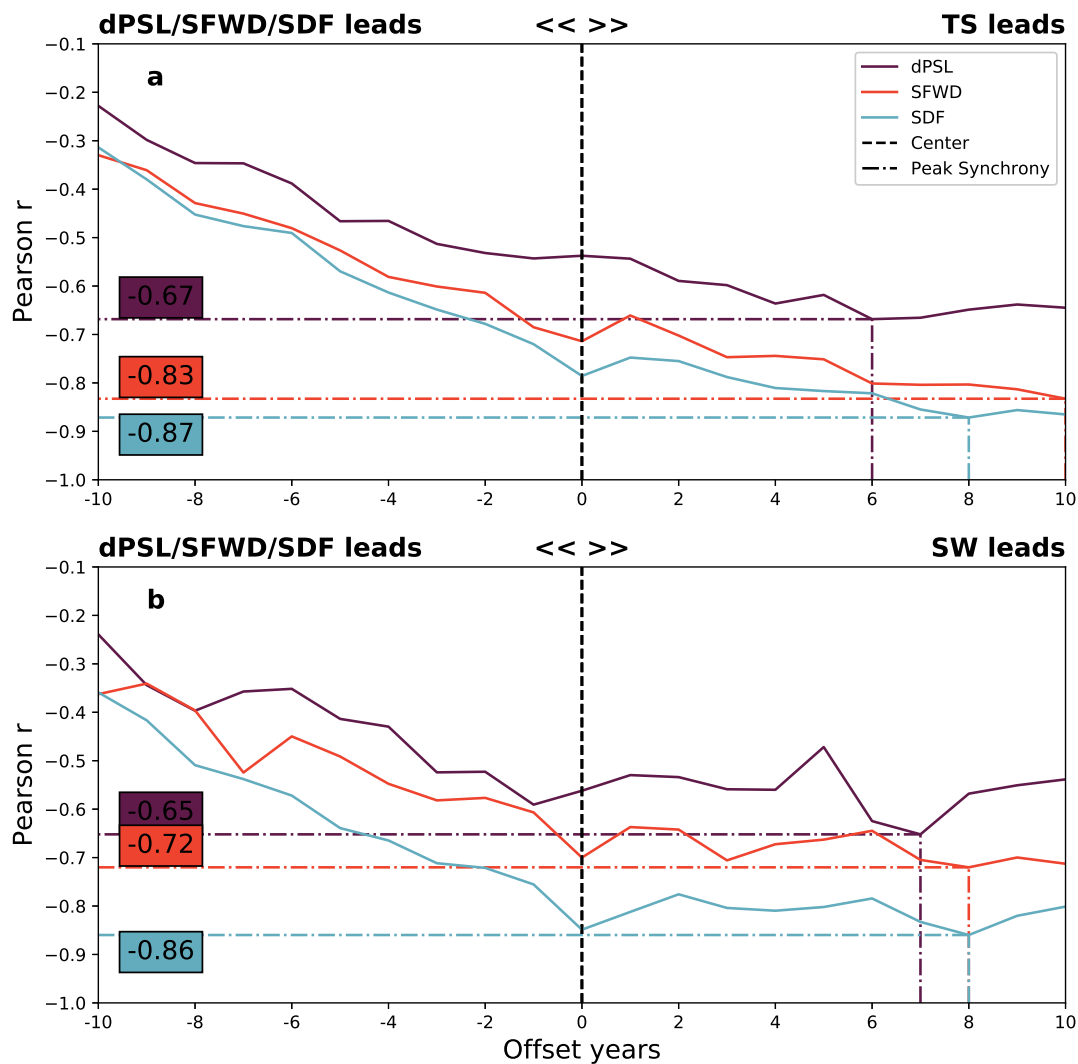 dPSL/SFWD/SDF leads << >> TS leads
a
dPSL
SFWD
SDF
Center
Peak Synchrony
−0.1
−0.2
−0.3
−0.4
−0.5
−0.6
−0.7
−0.8
−0.9
−1.0
Pearson r
-0.67
-0.83
-0.87
-10 -8 -6 -4 -2 0 2 4 6 8 10
dPSL/SFWD/SDF leads << >> SW leads
b
−0.1
−0.2
−0.3
−0.4
−0.5
−0.6
−0.7
−0.8
−0.9
−1.0
Pearson r
-0.65
-0.72
-0.86
-10 -8 -6 -4 -2 0 2 4 6 8 10
Offset years